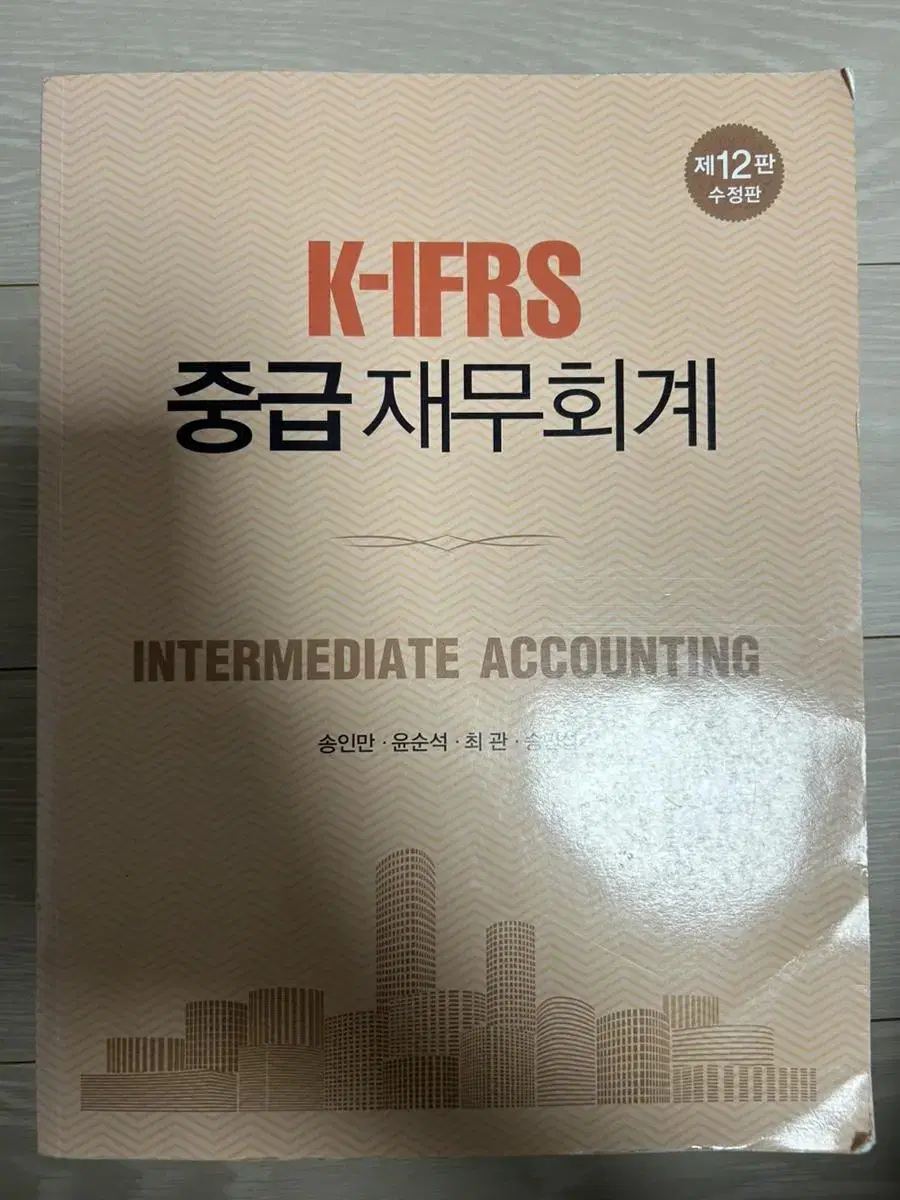 제12판
수정판
K-IFRS
중급 재무회계
INTERMEDIATE ACCOUNTING
송인만 · 윤순석 · 최 관 ·